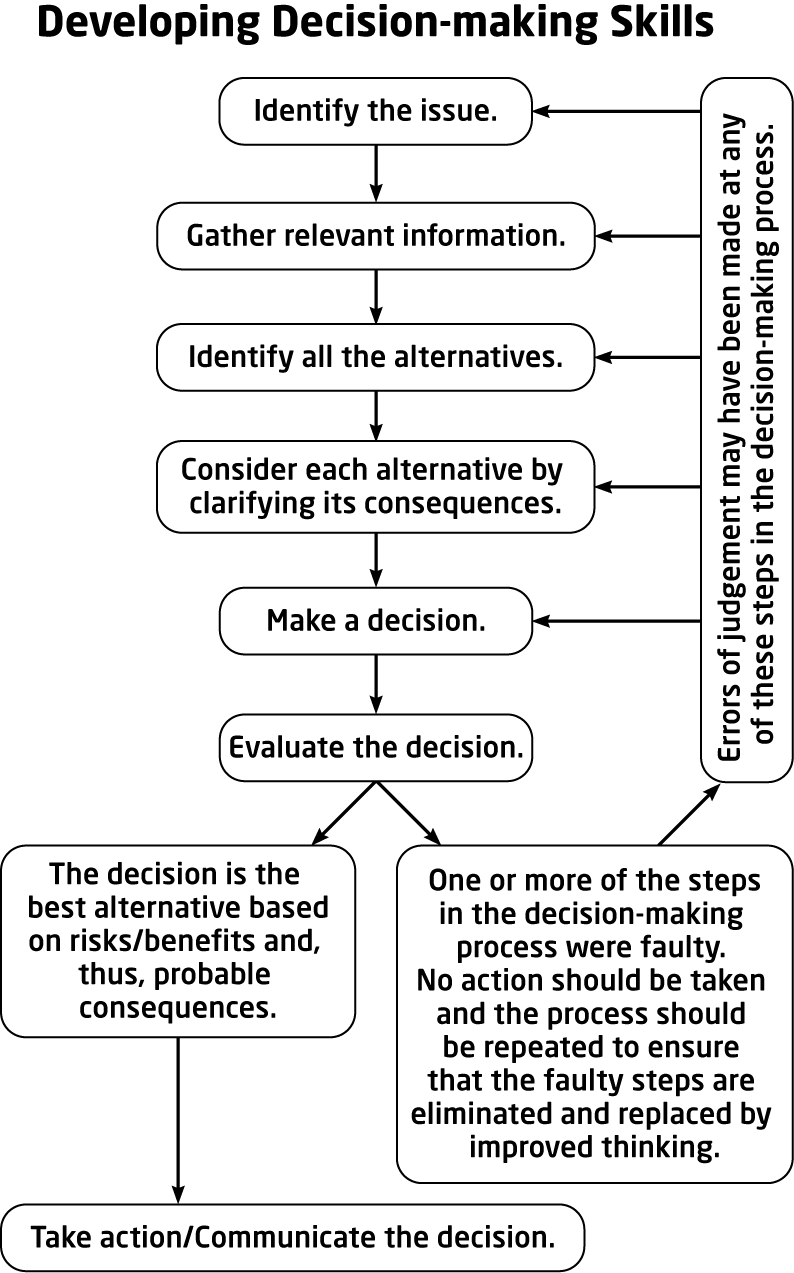 Developing Decision-making Skills
Identify the issue.
Gather relevant information.
Identify all the alternatives.
Consider each alternative by
clarifying its consequences.
Make a decision.
Evaluate the decision.
Errors of judgement may have been made at any
of these steps in the decision-making process.
The decision is the
best alternative based
on risks/benefits and,
thus, probable
consequences.
One or more of the steps
in the decision-making
process were faulty.
No action should be taken
and the process should
be repeated to ensure
that the faulty steps are
eliminated and replaced by
improved thinking.
Take action/Communicate the decision.